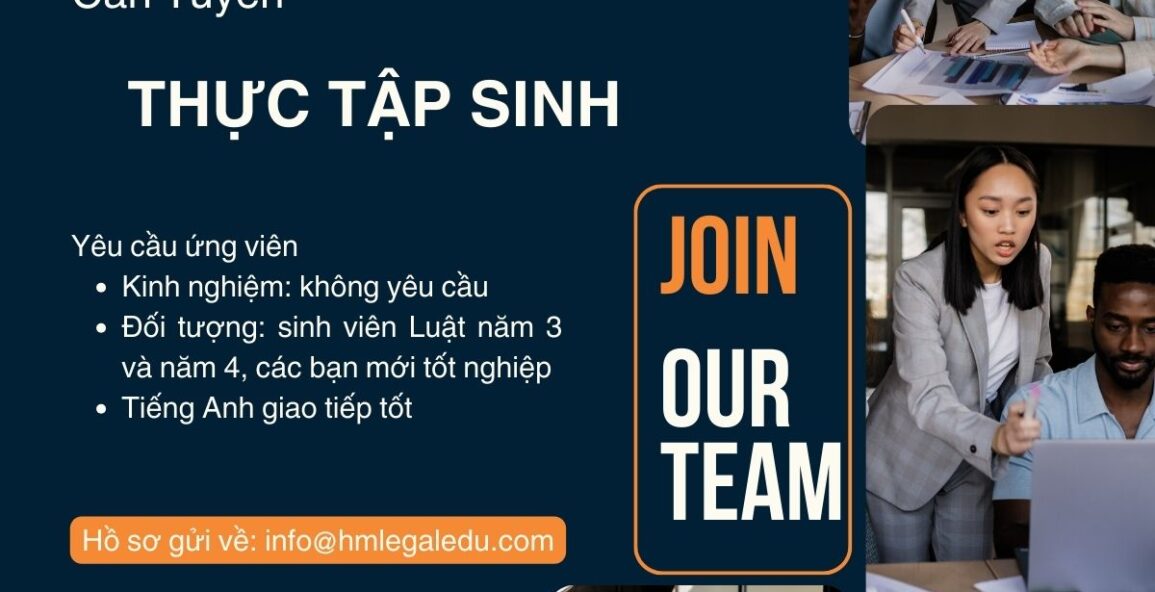 Cần Tuyển
THỰC TẬP SINH
Yêu cầu ứng viên
Kinh nghiệm: không yêu cầu
Đối tượng: sinh viên Luật năm 3
và năm 4, các bạn mới tốt nghiệp
Tiếng Anh giao tiếp tốt
Hồ sơ gửi về: info@hmlegaledu.com
JOIN
OUR
TEAM